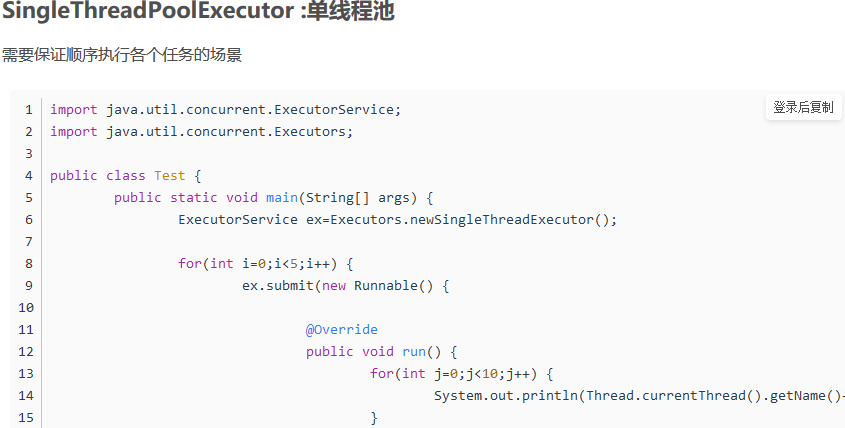 SingleThreadPoolExecutor :单线程池
需要保证顺序执行各个任务的场景
登录后复制
1 import java.util.concurrent.ExecutorService;
2 import java.util.concurrent.Executors;
3
4 public class Test {
5 public static void main(String[] args) {
6 ExecutorService ex=Executors.newSingleThreadExecutor();
7
8 for(int i=0;i<5;i++) {
9 ex.submit(new Runnable() {
10
11 @Override
12 public void run() {
13 for(int j=0;j<10;j++) {
14 System.out.println(Thread.currentThread().getName()
15 }